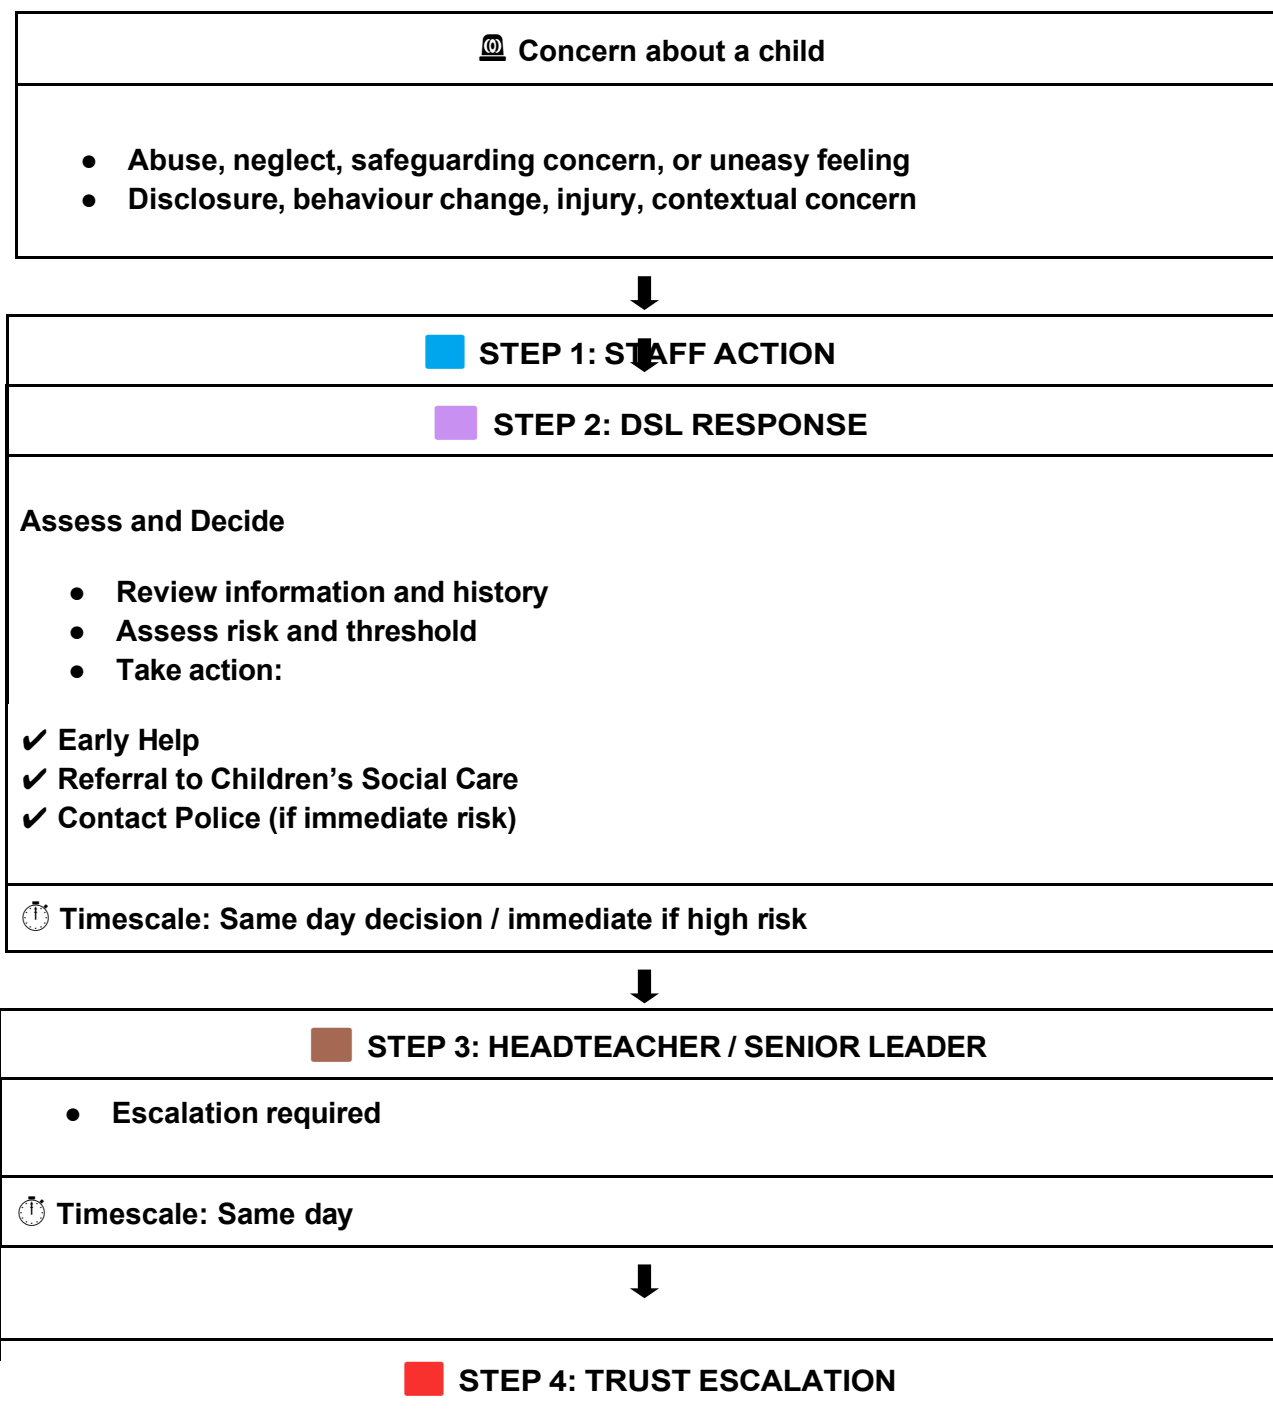 Concern about a child
● Abuse, neglect, safeguarding concern, or uneasy feeling
● Disclosure, behaviour change, injury, contextual concern
STEP 1: STAFF ACTION
STEP 2: DSL RESPONSE
Assess and Decide
● Review information and history
● Assess risk and threshold
● Take action:
✔ Early Help
✔ Referral to Children’s Social Care
✔ Contact Police (if immediate risk)
⏱ Timescale: Same day decision / immediate if high risk
STEP 3: HEADTEACHER / SENIOR LEADER
● Escalation required
⏱ Timescale: Same day
STEP 4: TRUST ESCALATION